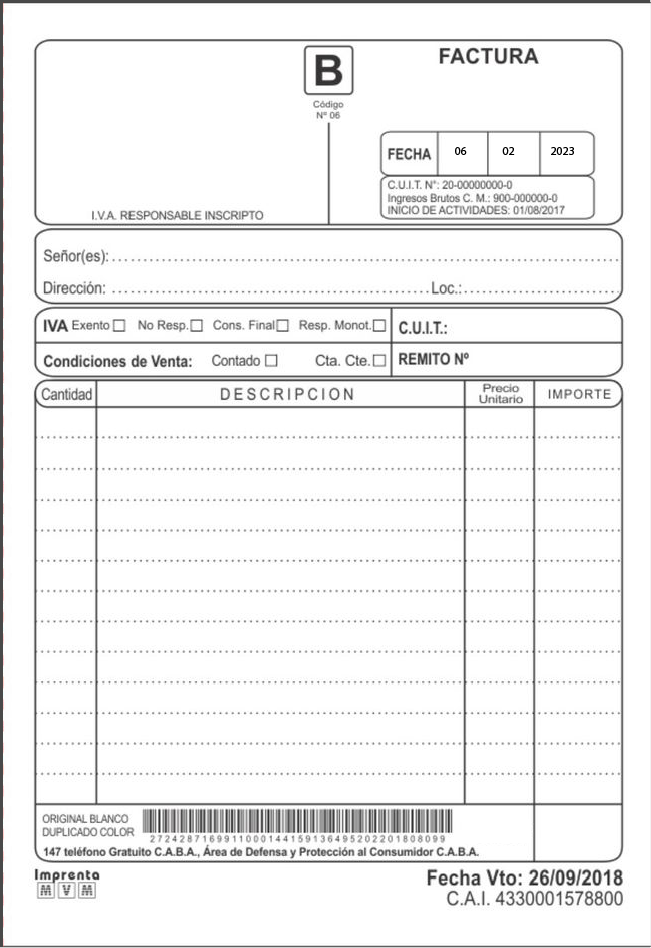 B
FACTURA
Código
Nº 06
FECHA 06 02 2023
C.U.I.T. N°: 20-00000000-0
Ingresos Brutos C. M.: 900-000000-0
INICIO DE ACTIVIDADES: 01/08/2017
I.V.A. RESPONSABLE INSCRIPTO
Señor(es):
Dirección: Loc.:
IVA Exento No Resp. Cons. Final Resp. Monot. C.U.I.T.:
Condiciones de Venta: Contado Cta. Cte. REMITO Nº
Cantidad DESCRIPCION Precio Unitario IMPORTE
ORIGINAL BLANCO
DUPLICADO COLOR
2724287169911000144159136495202201808099
147 teléfono Gratuito C.A.B.A., Área de Defensa y Protección al Consumidor C.A.B.A.
Imprenta
MVM
Fecha Vto: 26/09/2018
C.A.I. 4330001578800